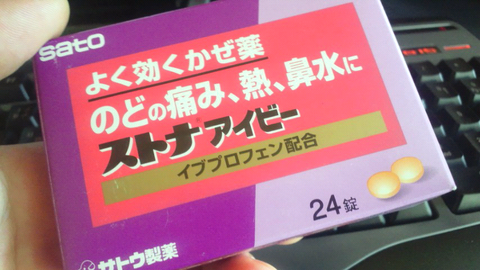 sato
よく効くかぜ薬
のどの痛み、熱、鼻水に
ストナ®アイビー
イブプロフェン配合
24錠
サトウ製薬